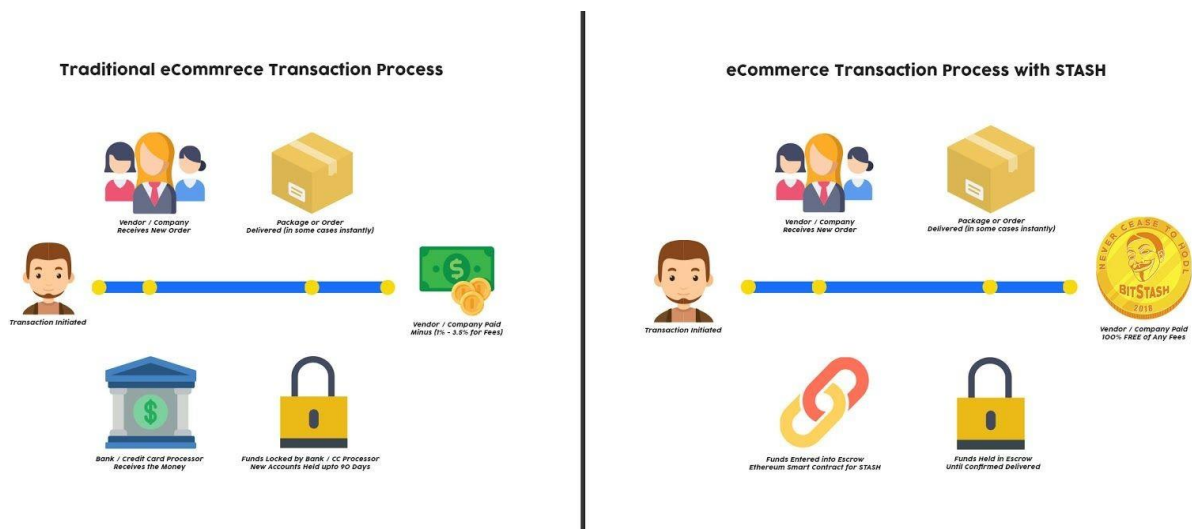 Traditional eCommrece Transaction Process
Vendor / Company
Receives New Order
Package or Order
Delivered (in some cases instantly)
Transaction Initiated
$
Vendor / Company Paid
Minus (1% - 3.5% for Fees)
$
Bank / Credit Card Processor
Receives the Money
Funds Locked by Bank / CC Processor
New Accounts Held upto 90 Days
eCommerce Transaction Process with STASH
Vendor / Company
Receives New Order
Package or Order
Delivered (in some cases instantly)
Transaction Initiated
NEVER CEASE TO HODL
BITSTASH
2018
Vendor / Company Paid
100% FREE of Any Fees
Funds Entered into Escrow
Ethereum Smart Contract for STASH
Funds Held in Escrow
Until Confirmed Delivered